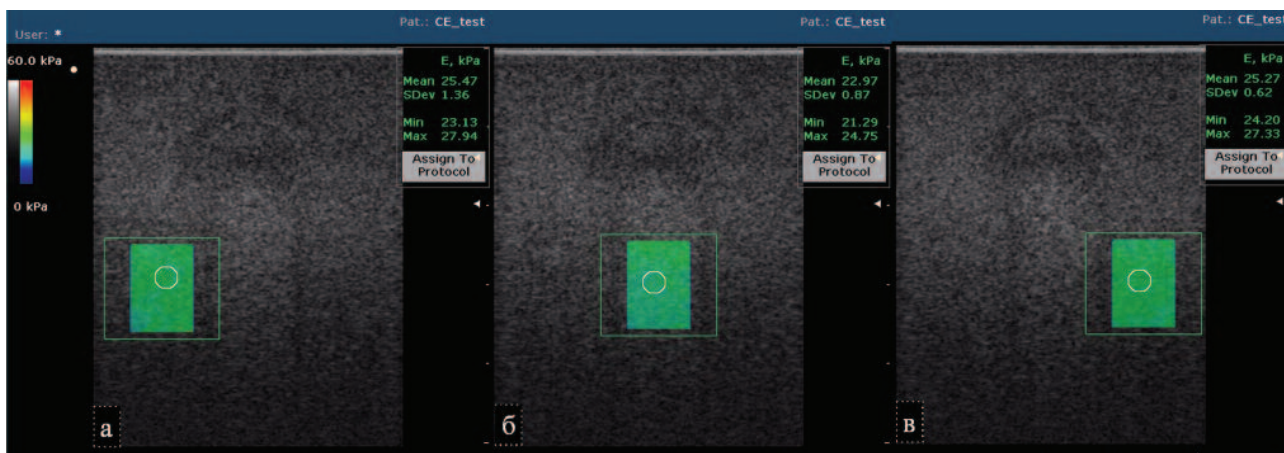 User: *
60.0 kPa
0 kPa
Pat.: CE_test
E, kPa
Mean 25.47
SDev 1.36
Min 23.13
Max 27.94
Assign To
Protocol
а
Pat.: CE_test
E, kPa
Mean 22.97
SDev 0.87
Min 21.29
Max 24.75
Assign To
Protocol
б
Pat.: CE_test
E, kPa
Mean 25.27
SDev 0.62
Min 24.20
Max 27.33
Assign To
Protocol
в